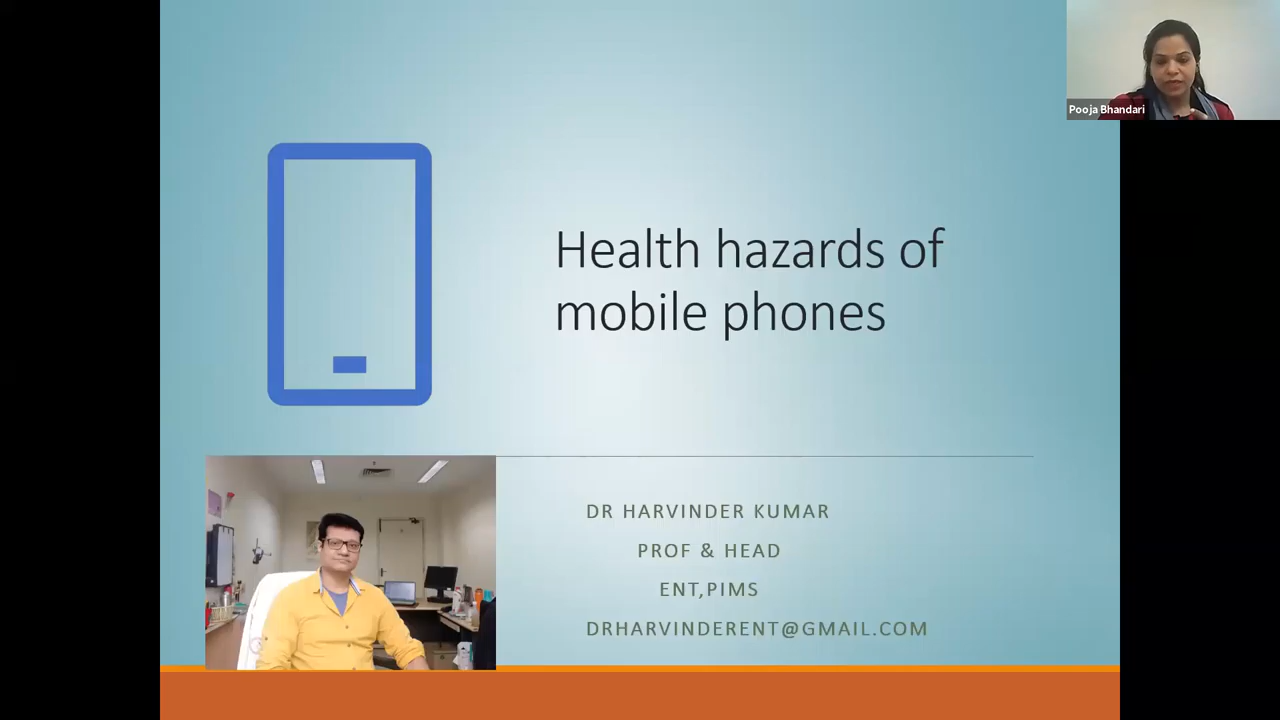 Pooja Bhandari
Health hazards of
mobile phones
DR HARVINDER KUMAR
PROF & HEAD
ENT,PIMS
DRHARVINDERENT@GMAIL.COM